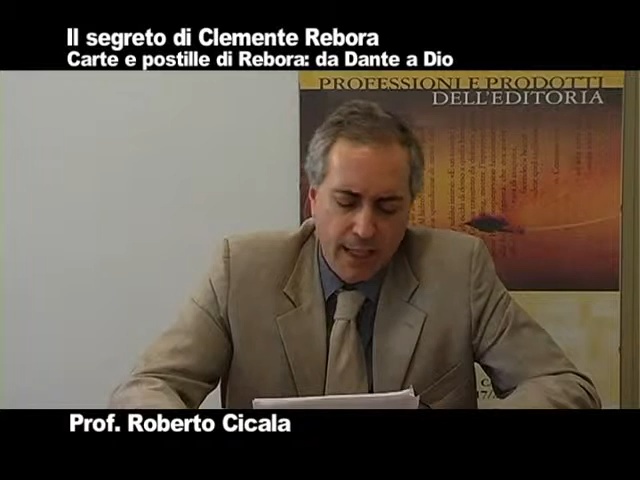 Il segreto di Clemente Rebora
Carte e postille di Rebora: da Dante a Dio
PROFESSIONI E PRODOTTI
DELL'EDITORIA
Prof. Roberto Cicala